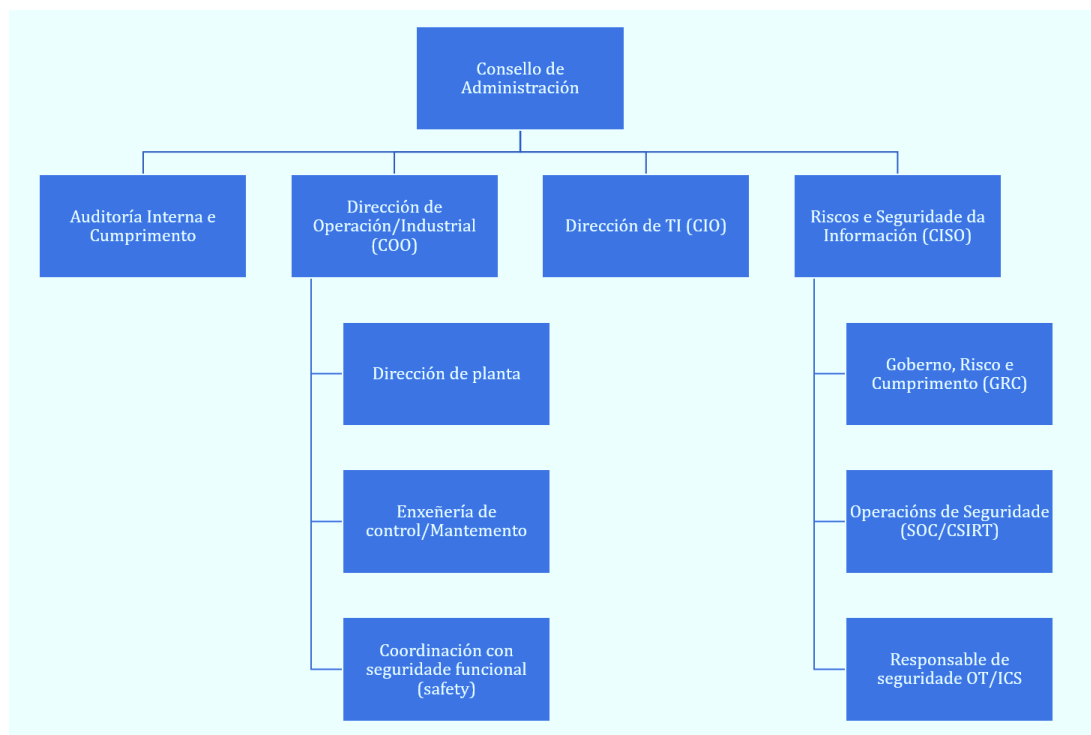 Consello de
Administración
Auditoría Interna e
Cumprimento
Dirección de
Operación/Industrial
(COO)
Dirección de TI (CIO)
Riscos e Seguridade da
Información (CISO)
Dirección de planta
Enxeñería de
control/Mantemento
Coordinación con
seguridade funcional
(safety)
Goberno, Risco e
Cumprimento (GRC)
Operacións de Seguridade
(SOC/CSIRT)
Responsable de
seguridade OT/ICS